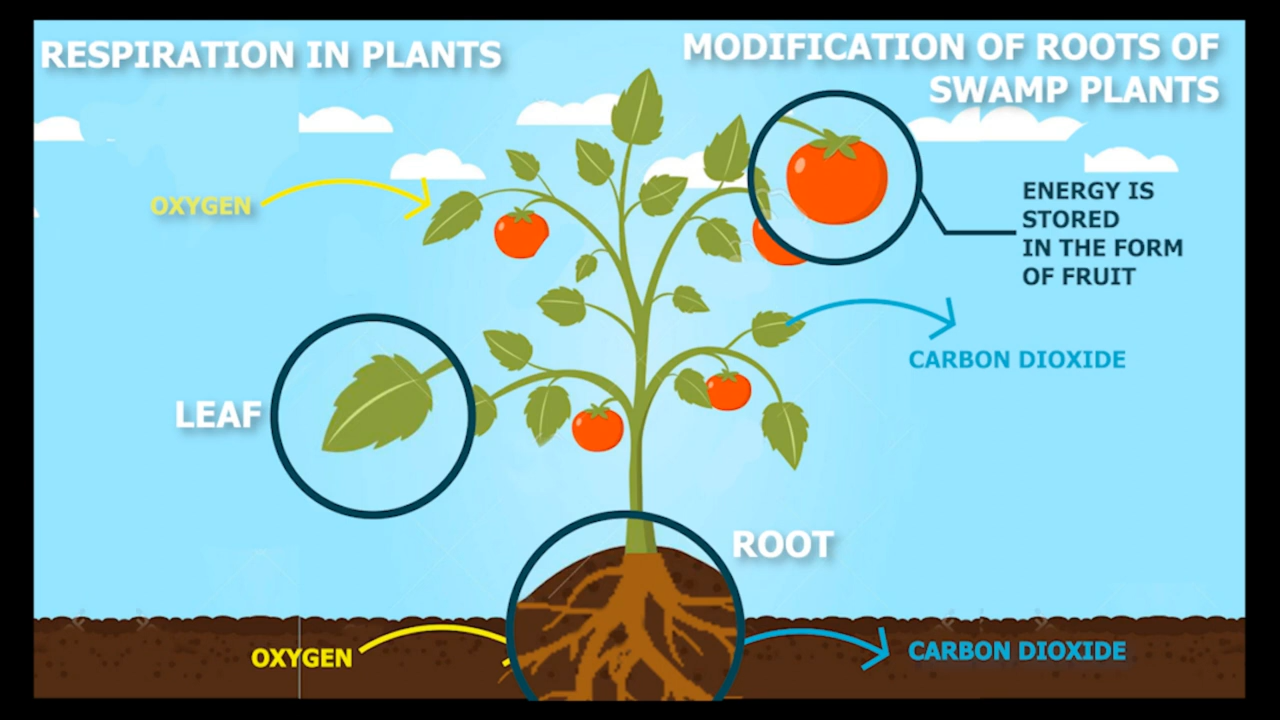 RESPIRATION IN PLANTS
MODIFICATION OF ROOTS OF
SWAMP PLANTS
OXYGEN
ENERGY IS
STORED
IN THE FORM
OF FRUIT
CARBON DIOXIDE
LEAF
ROOT
OXYGEN
CARBON DIOXIDE